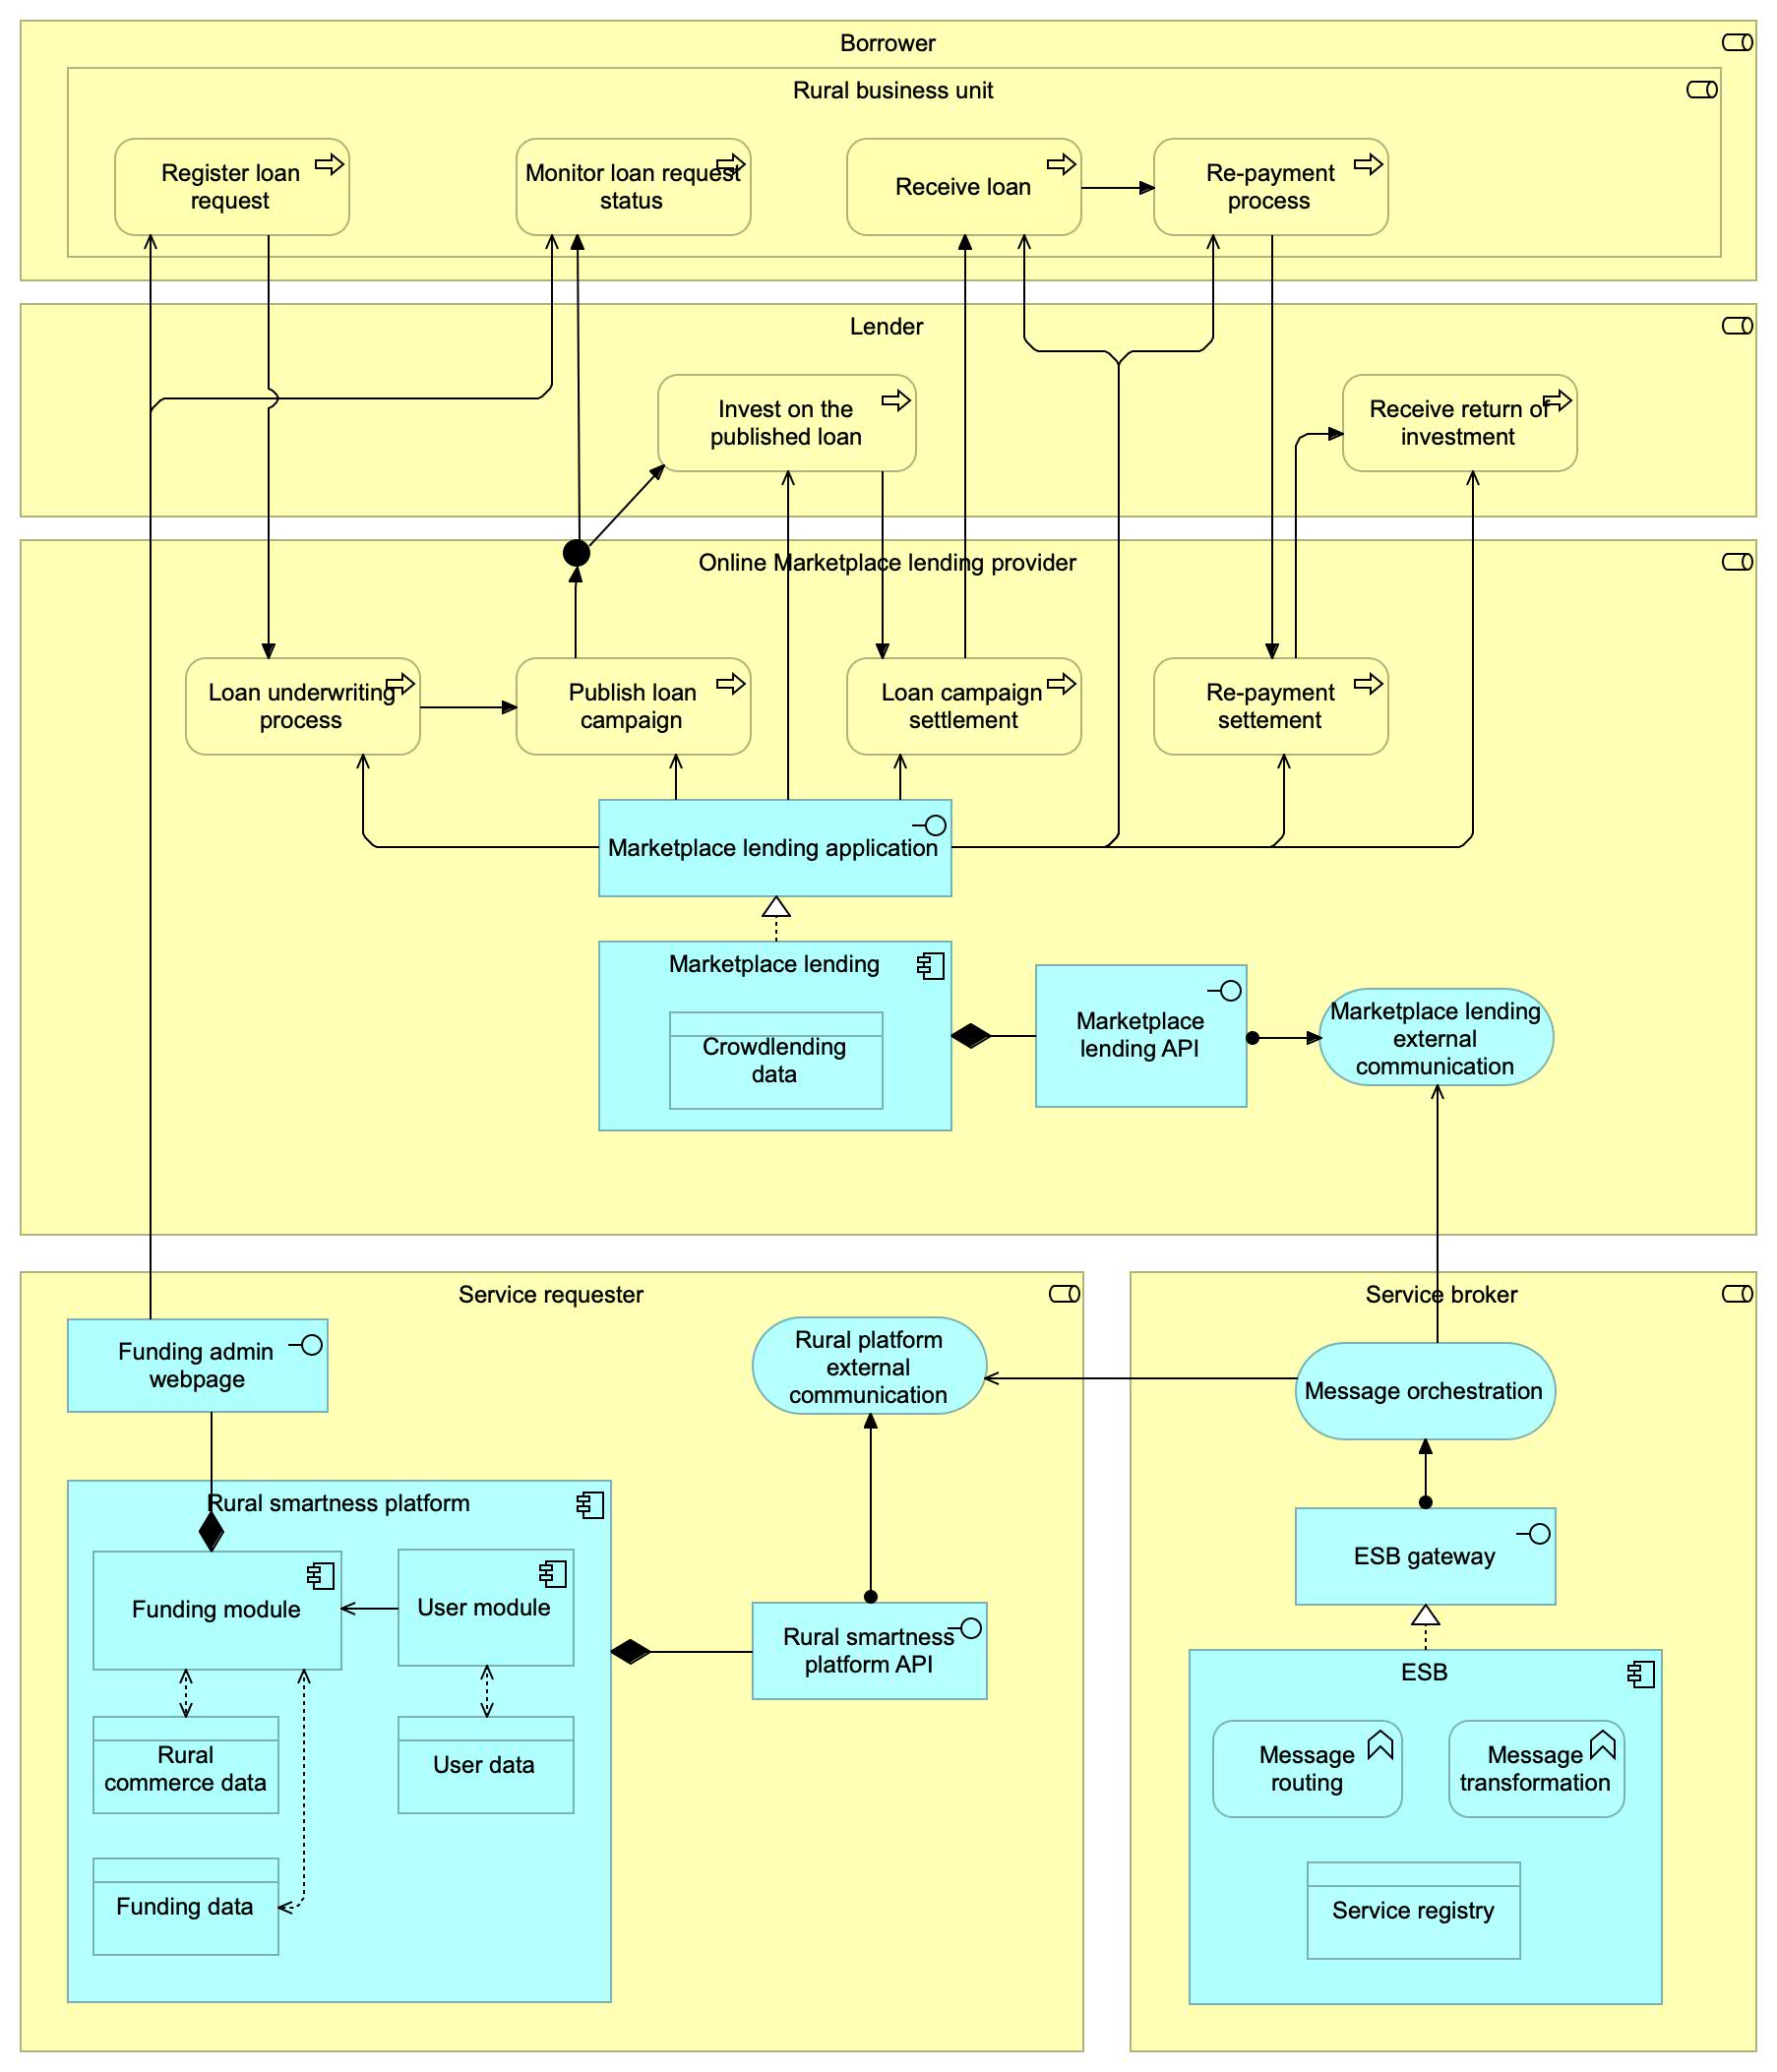 Borrower
Rural business unit
Register loan
request
Monitor loan request
status
Receive loan
Re-payment
process
Lender
Invest on the
published loan
Receive return of
investment
Online Marketplace lending provider
Loan underwriting
process
Publish loan
campaign
Loan campaign
settlement
Re-payment
settement
Marketplace lending application
Marketplace lending
Crowdlending
data
Marketplace
lending API
Marketplace lending
external
communication
Service requester
Funding admin
webpage
Rural platform
external
communication
Rural smartness platform
Funding module
User module
Rural
commerce data
User data
Funding data
Rural smartness
platform API
Service broker
Message orchestration
ESB gateway
ESB
Message
routing
Message
transformation
Service registry